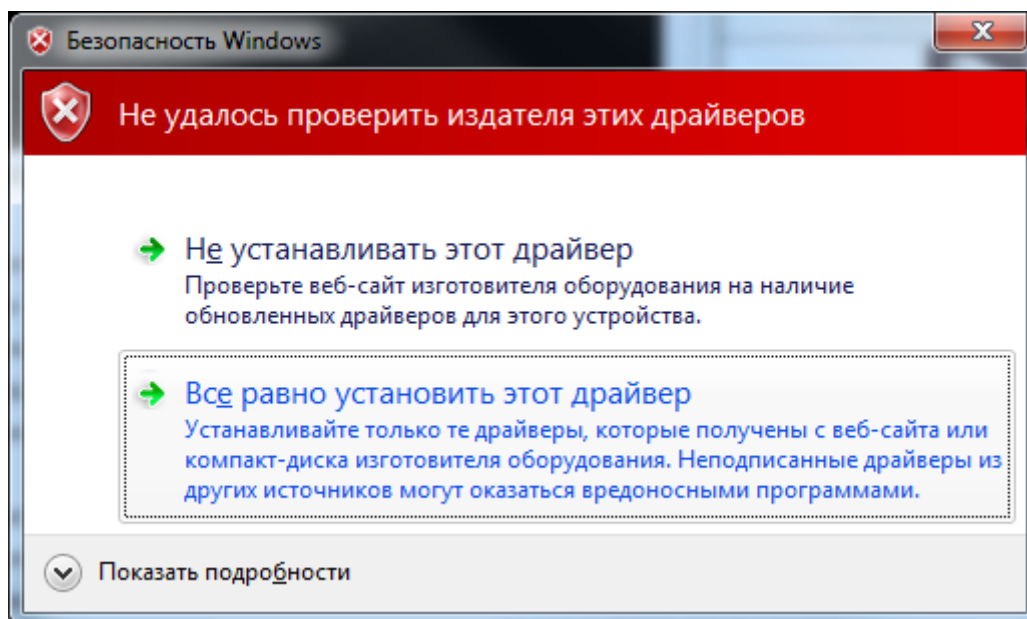 Безопасность Windows
Не удалось проверить издателя этих драйверов
Не устанавливать этот драйвер
Проверьте веб-сайт изготовителя оборудования на наличие
обновленных драйверов для этого устройства.
Все равно установить этот драйвер
Устанавливайте только те драйверы, которые получены с веб-сайта или
компакт-диска изготовителя оборудования. Неподписанные драйверы из
других источников могут оказаться вредоносными программами.
Показать подробности